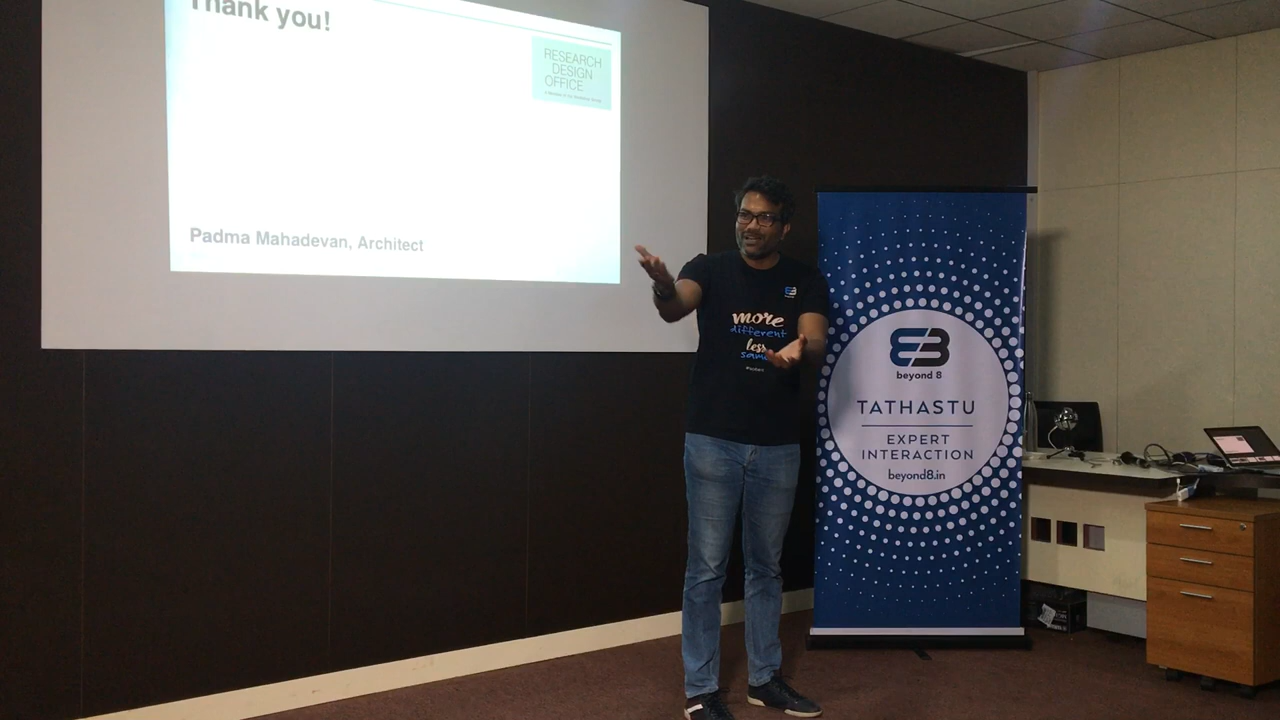 Thank you!
RESEARCH
DESIGN
OFFICE
Padma Mahadevan, Architect
more
different
less
same
beyond 8
TATHASTU
EXPERT
INTERACTION
beyond8.in